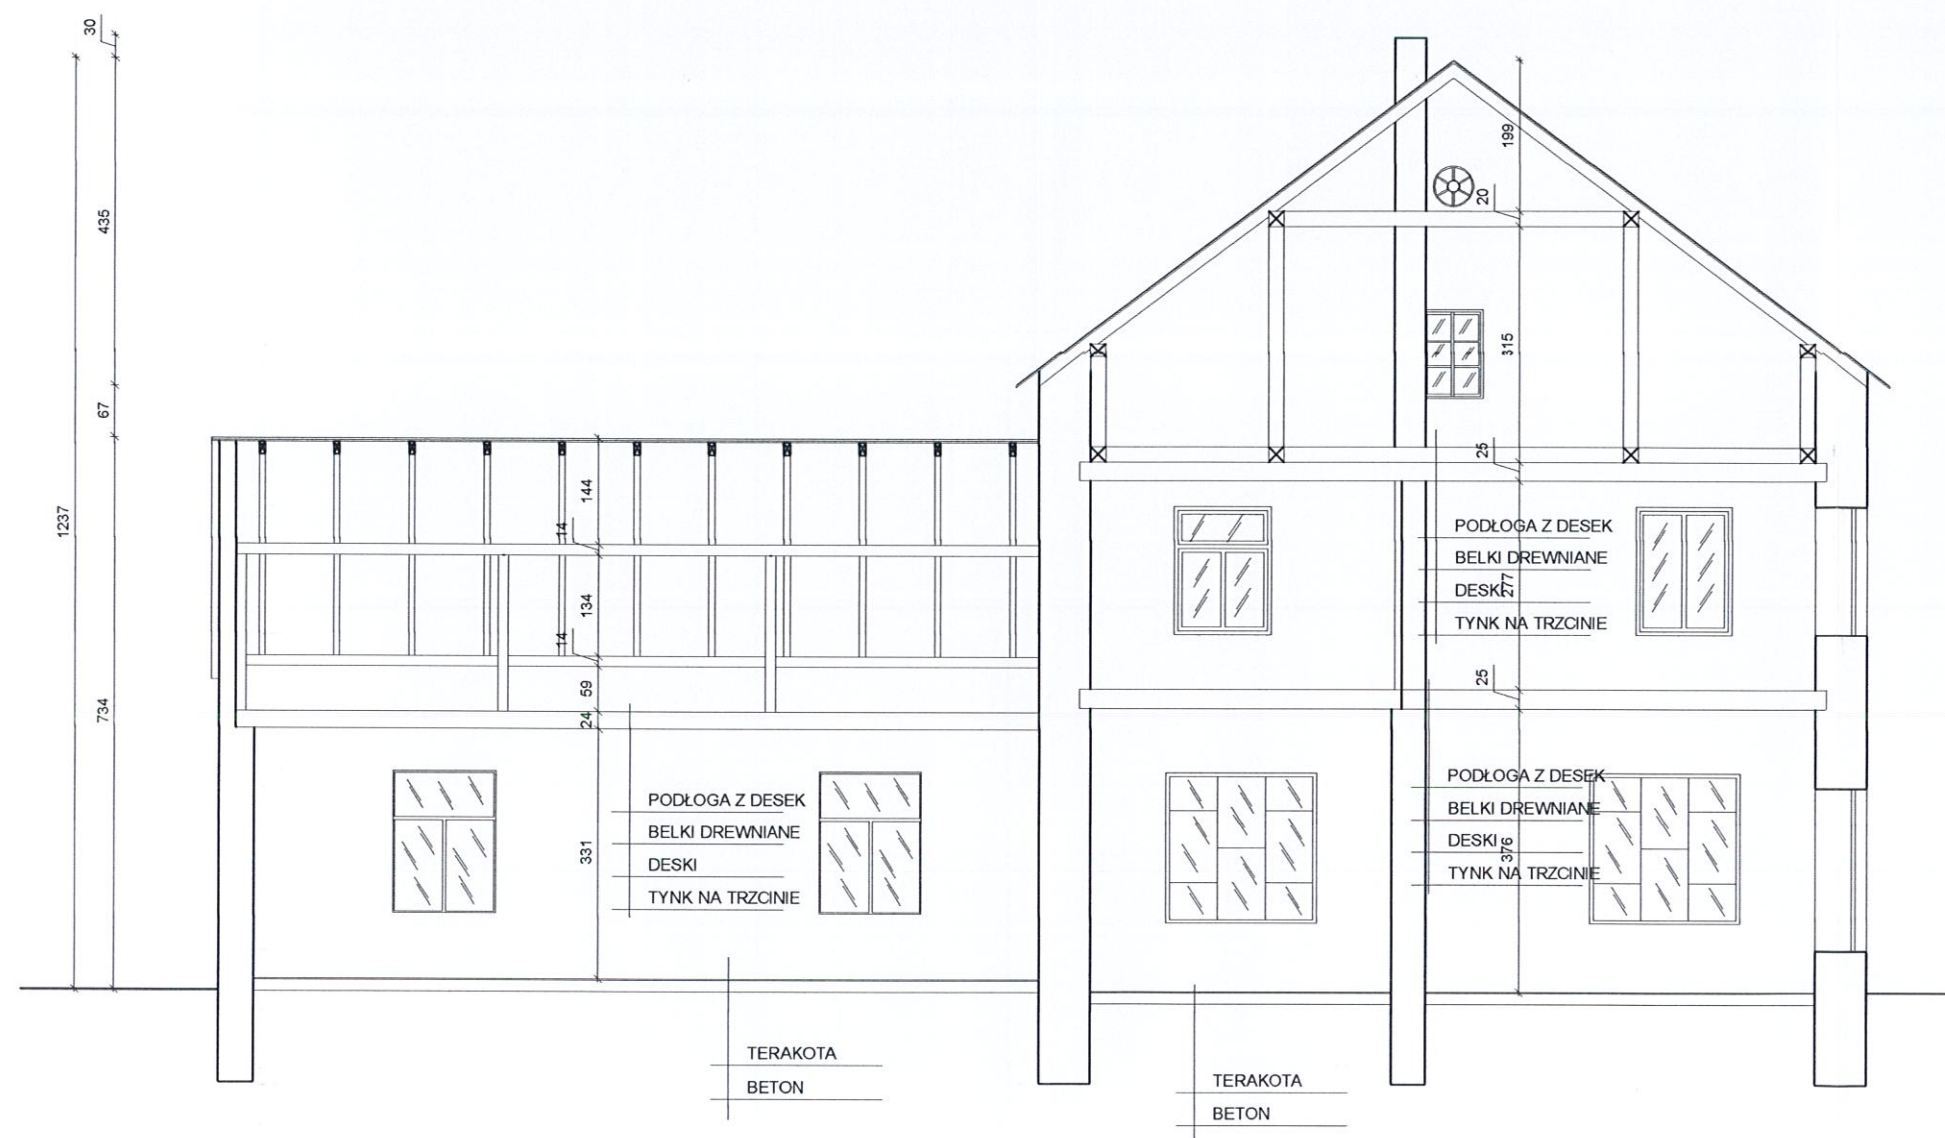 30
435
67
1237
734
199
20
315
25
277
25
376
144
14
134
14
59
24
331
PODŁOGA Z DESEK
BELKI DREWNIANE
DESKI
TYNK NA TRZCINIE
PODŁOGA Z DESEK
BELKI DREWNIANE
DESKI
TYNK NA TRZCINIE
PODŁOGA Z DESEK
BELKI DREWNIANE
DESKI
TYNK NA TRZCINIE
TERAKOTA
BETON
TERAKOTA
BETON